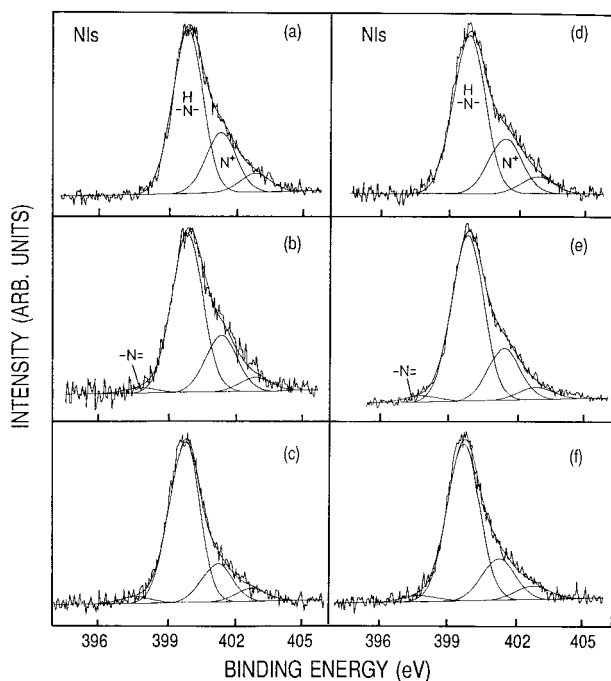 NIs
(a)
H
-N-
N+
NIs
(d)
H
-N-
N+
(b)
-N=
(e)
-N=
(c)
(f)
INTENSITY (ARB. UNITS)
396 399 402 405
396 399 402 405
BINDING ENERGY (eV)